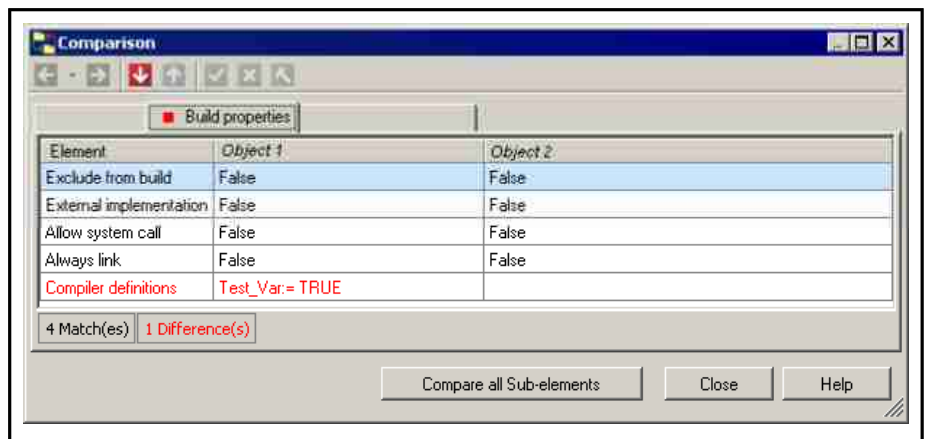 Comparison
Build properties
Element Object 1 Object 2
Exclude from build False False
External implementation False False
Allow system call False False
Always link False False
Compiler definitions Test_Var:= TRUE
4 Match(es) 1 Difference(s)
Compare all Sub-elements Close Help